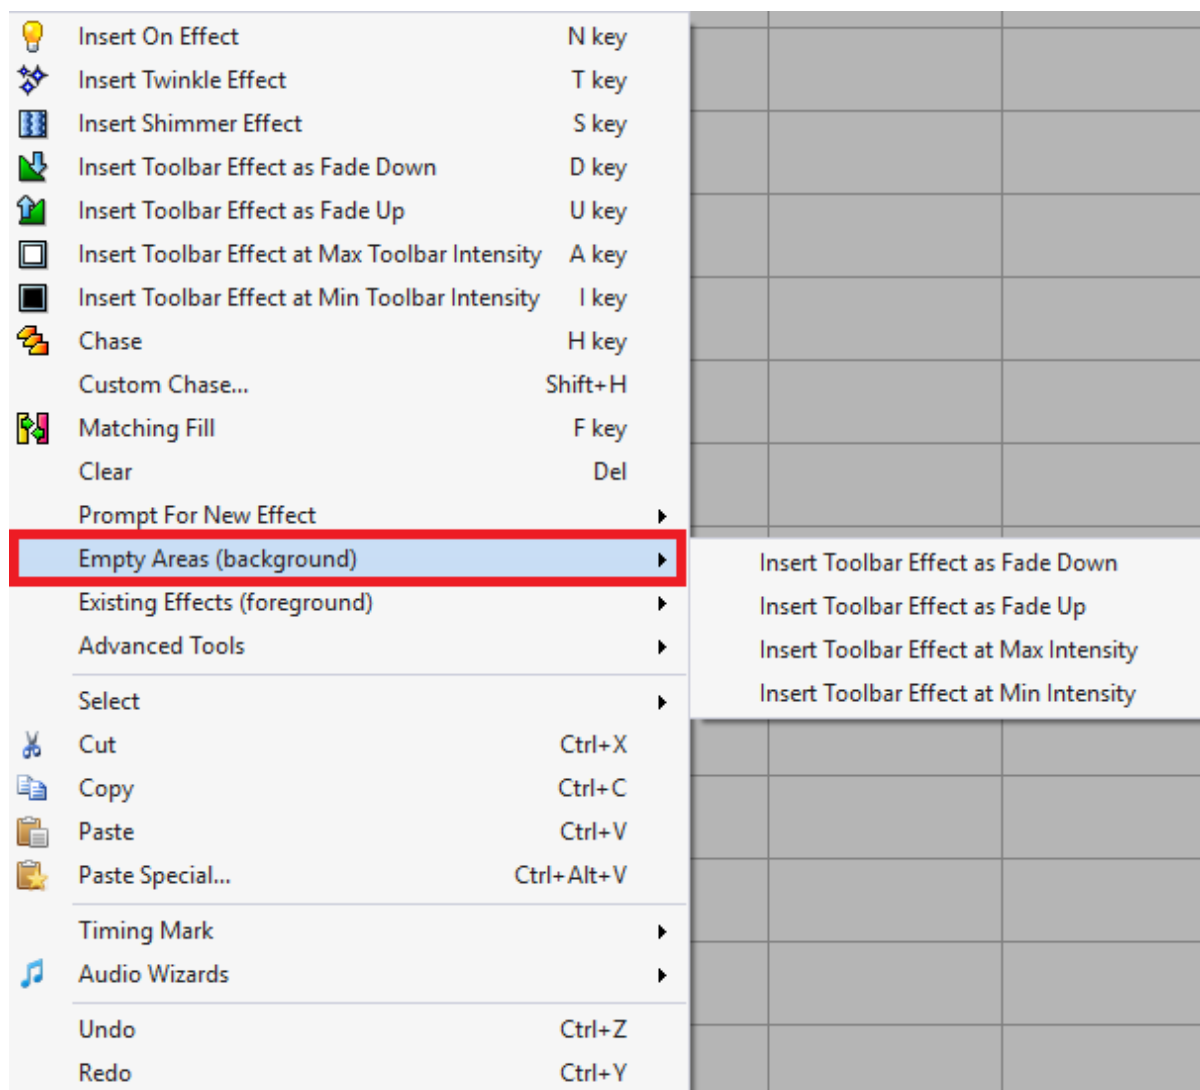 Insert On Effect N key
Insert Twinkle Effect T key
Insert Shimmer Effect S key
Insert Toolbar Effect as Fade Down D key
Insert Toolbar Effect as Fade Up U key
Insert Toolbar Effect at Max Toolbar Intensity A key
Insert Toolbar Effect at Min Toolbar Intensity I key
Chase H key
Custom Chase... Shift+H
Matching Fill F key
Clear Del
Prompt For New Effect
Empty Areas (background)
Insert Toolbar Effect as Fade Down
Insert Toolbar Effect as Fade Up
Insert Toolbar Effect at Max Intensity
Insert Toolbar Effect at Min Intensity
Existing Effects (foreground)
Advanced Tools
Select
Cut Ctrl+X
Copy Ctrl+C
Paste Ctrl+V
Paste Special... Ctrl+Alt+V
Timing Mark
Audio Wizards
Undo Ctrl+Z
Redo Ctrl+Y